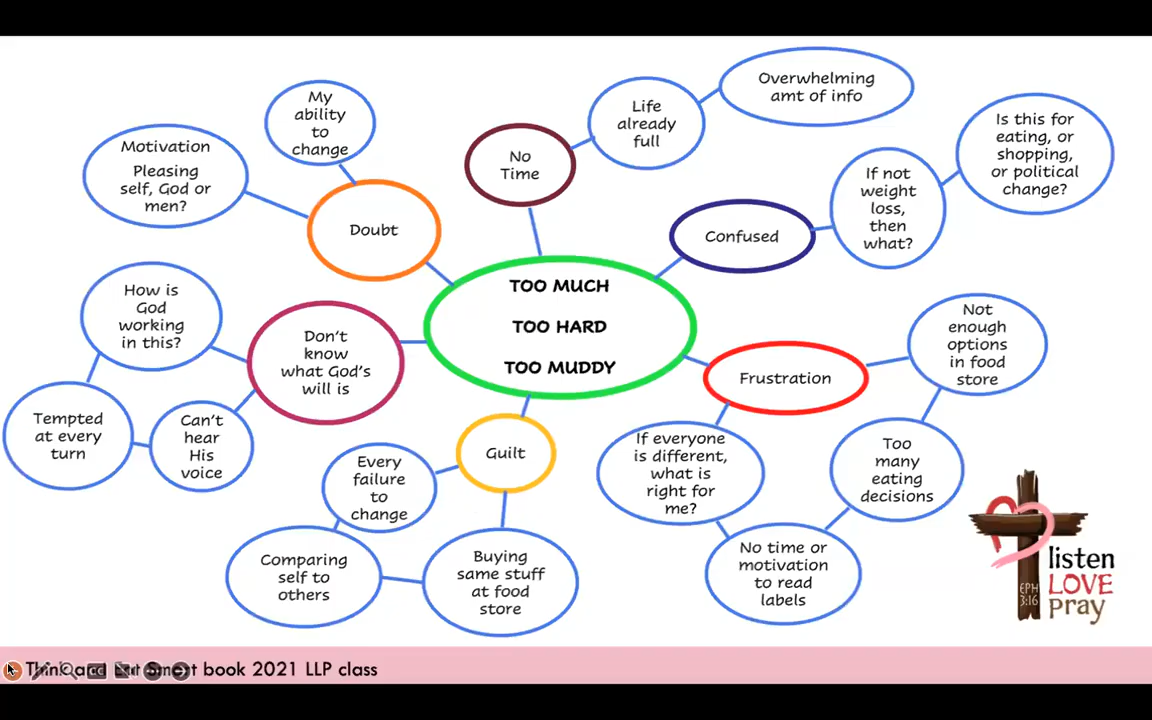 TOO MUCH
TOO HARD
TOO MUDDY
No
Time
Life
already
full
Overwhelming
amt of info
Confused
If not
weight
loss,
then
what?
Is this for
eating, or
shopping,
or political
change?
Frustration
Not
enough
options
in food
store
Too
many
eating
decisions
No time or
motivation
to read
labels
If everyone
is different,
what is
right for
me?
Guilt
Every
failure
to
change
Comparing
self to
others
Buying
same stuff
at food
store
Don't
know
what God's
will is
How is
God
working
in this?
Tempted
at every
turn
Can't
hear
His
voice
Doubt
My
ability
to
change
Motivation
Pleasing
self, God or
men?
EPH
3:16
listen
LOVE
pray
Think and Eat Smart book 2021 LLP class